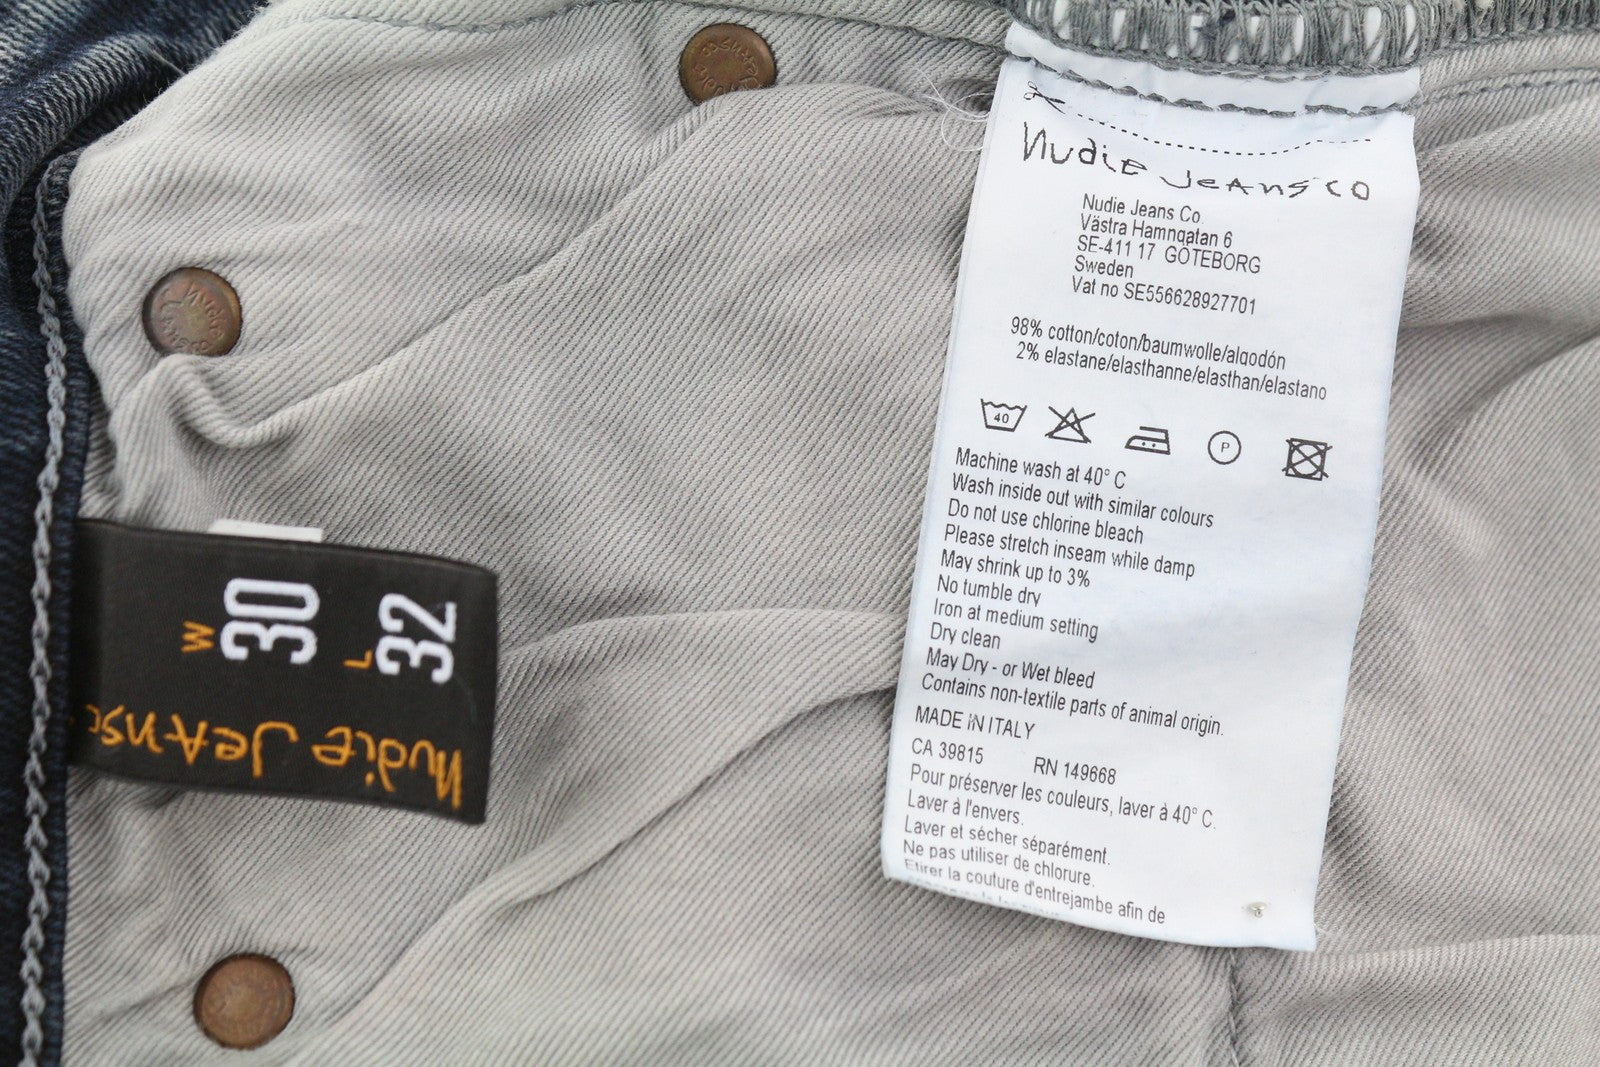 Nudie Jeans co
Nudie Jeans Co
Västra Hamngatan 6
SE-411 17 GÖTEBORG
Sweden
Vat no SE556628927701
98% cotton/coton/baumwolle/algodón
2% elastane/elasthanne/elasthan/elastano
40
P
Machine wash at 40° C
Wash inside out with similar colours
Do not use chlorine bleach
Please stretch inseam while damp
May shrink up to 3%
No tumble dry
Iron at medium setting
Dry clean
May Dry - or Wet bleed
Contains non-textile parts of animal origin.
MADE IN ITALY
CA 39815 RN 149668
Pour préserver les couleurs, laver à 40° C.
Laver à l'envers.
Laver et sécher séparément.
Ne pas utiliser de chlorure.
Etirer la couture d'entrejambe afin de
W 30
L 32
Nudie Jeans
Nudie Jeans co
Nudie